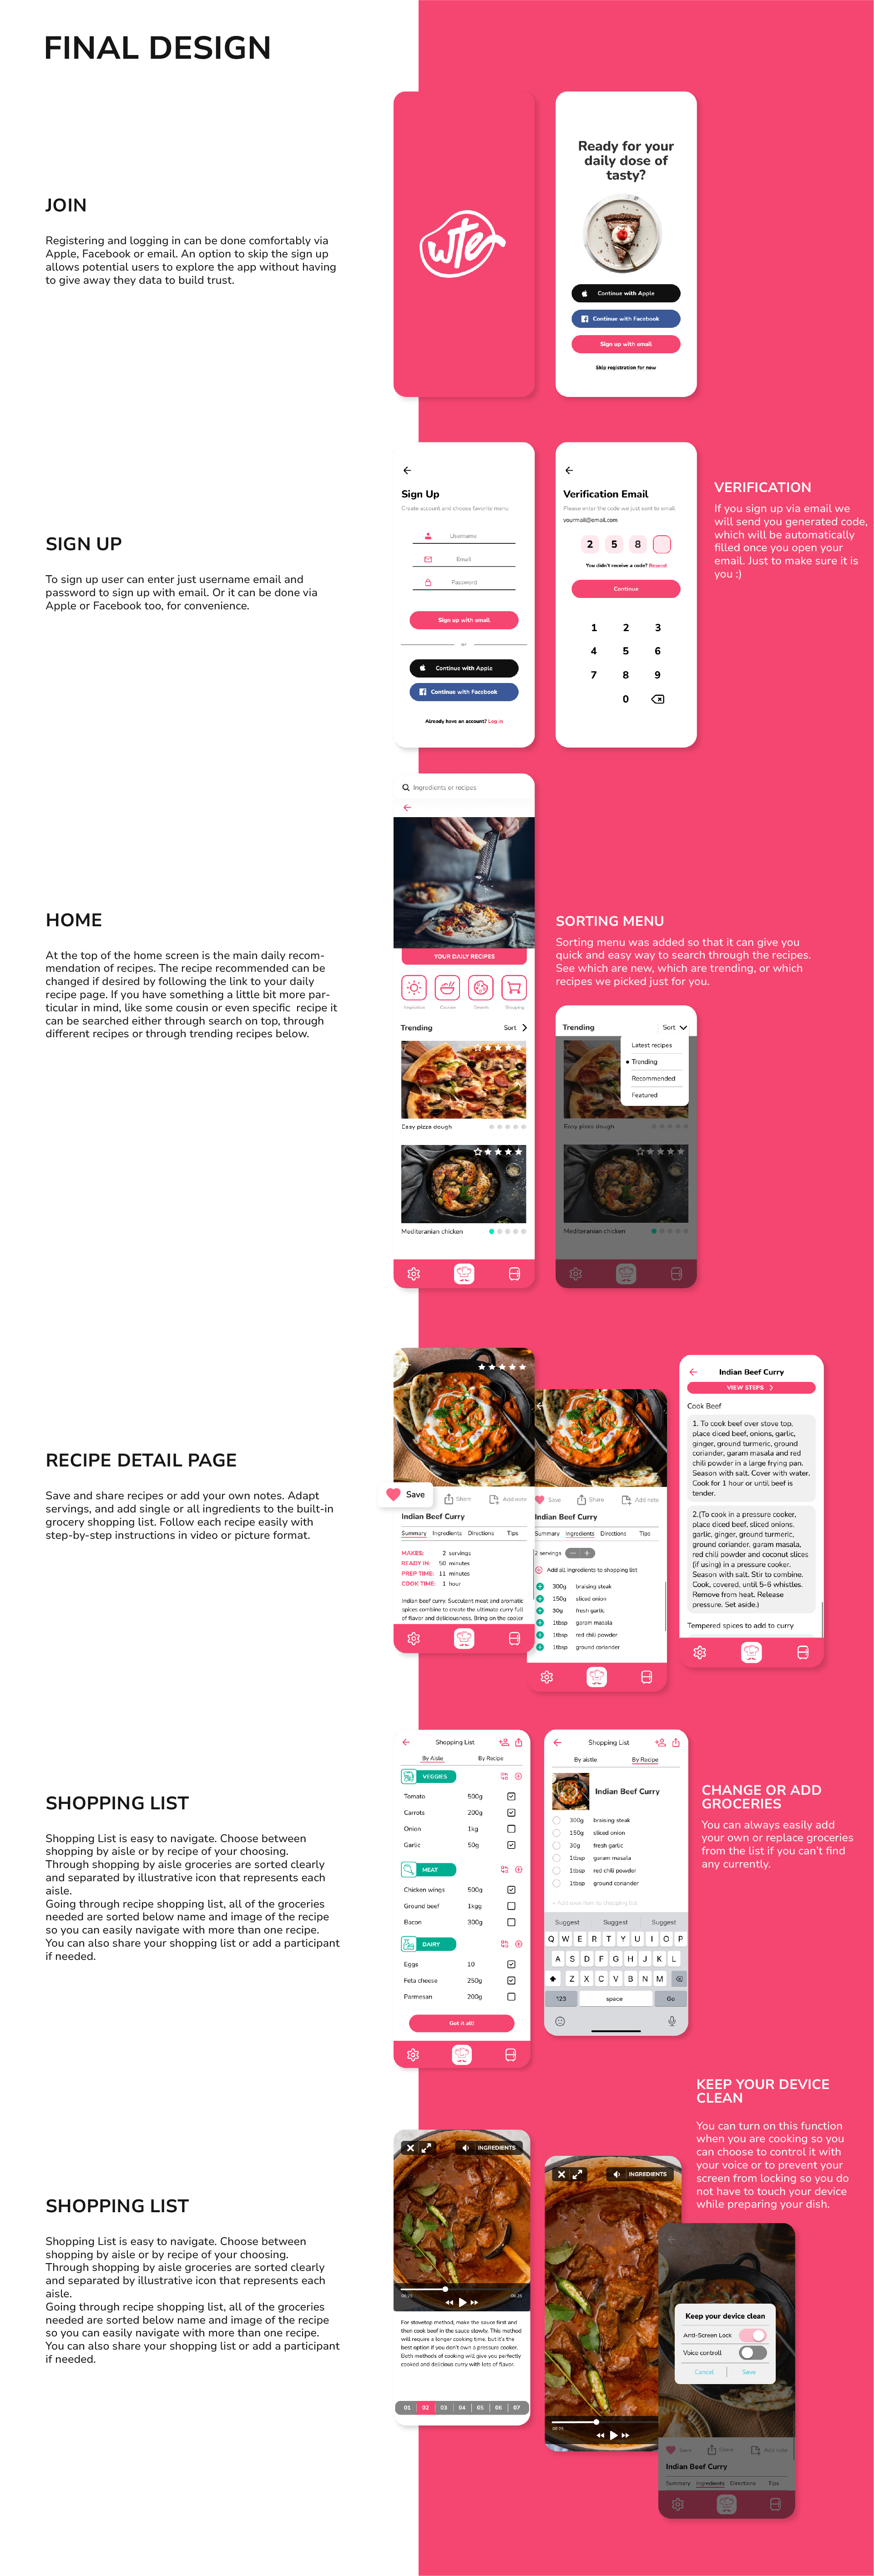 FINAL DESIGN
JOIN
Registering and logging in can be done comfortably via
Apple, Facebook or email. An option to skip the sign up
allows potential users to explore the app without having
to give away they data to build trust.
wte
Ready for your
daily dose of
tasty?
Continue with Apple
Continue with Facebook
Sign up with email
Skip registration for now
SIGN UP
To sign up user can enter just username email and
password to sign up with email. Or it can be done via
Apple or Facebook too, for convenience.
Sign Up
Create account and choose favorite menu
Username
Email
Password
Sign up with email
or
Continue with Apple
Continue with Facebook
Already have an account? Log in
Verification Email
Please enter the code we just sent to email
yourmail@email.com
2 5 8
You didn't receive a code? Resend
Continue
1 2 3
4 5 6
7 8 9
0
VERIFICATION
If you sign up via email we
will send you generated code,
which will be automatically
filled once you open your
email. Just to make sure it is
you :)
HOME
At the top of the home screen is the main daily recom-
mendation of recipes. The recipe recommended can be
changed if desired by following the link to your daily
recipe page. If you have something a little bit more par-
ticular in mind, like some cousin or even specific recipe it
can be searched either through search on top, through
different recipes or through trending recipes below.
Ingredients or recipes
YOUR DAILY RECIPES
Shopping
Trending Sort
Easy pizza dough
Mediteranian chicken
SORTING MENU
Sorting menu was added so that it can give you
quick and easy way to search through the recipes.
See which are new, which are trending, or which
recipes we picked just for you.
Trending Sort
Latest recipes
Trending
Recommended
Featured
Easy pizza dough
Mediteranian chicken
RECIPE DETAIL PAGE
Save and share recipes or add your own notes. Adapt
servings, and add single or all ingredients to the built-in
grocery shopping list. Follow each recipe easily with
step-by-step instructions in video or picture format.
Save Share Add note
Indian Beef Curry
Summary Ingredients Directions Tips
MAKES: 2 servings
READY IN: 50 minutes
PREP TIME: 11 minutes
COOK TIME: 1 hour
Indian beef curry. Succulent meat and aromatic
spices combine to create the ultimate curry full
of flavor and deliciousness. Bring on the cooler
Save Share Add note
Indian Beef Curry
Summary Ingredients Directions Tips
2 servings
Add all ingredients to shopping list
300g braising steak
150g sliced onion
30g fresh garlic
1tbsp garam masala
1tbsp red chili powder
1tbsp ground coriander
Indian Beef Curry
VIEW STEPS
Cook Beef
1. To cook beef over stove top,
place diced beef, onions, garlic,
ginger, ground turmeric, ground
coriander, garam masala and red
chili powder in a large frying pan.
Season with salt. Cover with water.
Cook for 1 hour or until beef is
tender.
2.(To cook in a pressure cooker,
place diced beef, sliced onions.
garlic, ginger, ground turmeric,
ground coriander, garam masala,
red chili powder and coconut slices
(if using) in a pressure cooker.
Season with salt. Stir to combine.
Cook, covered, until 5-6 whistles.
Remove from heat. Release
pressure. Set aside.)
Tempered spices to add to curry
SHOPPING LIST
Shopping List is easy to navigate. Choose between
shopping by aisle or by recipe of your choosing.
Through shopping by aisle groceries are sorted clearly
and separated by illustrative icon that represents each
aisle.
Going through recipe shopping list, all of the groceries
needed are sorted below name and image of the recipe
so you can easily navigate with more than one recipe.
You can also share your shopping list or add a participant
if needed.
Shopping List
By Aisle By Recipe
VEGGIES
Tomato 500g
Carrots 200g
Onion 1kg
Garlic 50g
MEAT
Chicken wings 500g
Ground beef 1kgg
Bacon 300g
DAIRY
Eggs 10
Feta cheese 250g
Parmesan 200g
Got it all!
Shopping List
By aistle By Recipe
Indian Beef Curry
300g braising steak
150g sliced onion
30g fresh garlic
1tbsp garam masala
1tbsp red chili powder
1tbsp ground coriander
+ Add new item to shopping list
Suggest Suggest Suggest
Q W E R T Y U I O P
A S D F G H J K L
Z X C V B N M
123 space Go
CHANGE OR ADD
GROCERIES
You can always easily add
your own or replace groceries
from the list if you can't find
any currently.
SHOPPING LIST
Shopping List is easy to navigate. Choose between
shopping by aisle or by recipe of your choosing.
Through shopping by aisle groceries are sorted clearly
and separated by illustrative icon that represents each
aisle.
Going through recipe shopping list, all of the groceries
needed are sorted below name and image of the recipe
so you can easily navigate with more than one recipe.
You can also share your shopping list or add a participant
if needed.
INGREDIENTS
For stovetop method, make the sauce first and
then cook beef in the sauce slowly. This method
will require a longer cooking time, but it's the
best option if you don't own a pressure cooker.
Both methods of cooking will give you perfectly
cooked and delicious curry with lots of flavor.
01 02 03 04 05 06 07
INGREDIENTS
KEEP YOUR DEVICE
CLEAN
You can turn on this function
when you are cooking so you
can choose to control it with
your voice or to prevent your
screen from locking so you do
not have to touch your device
while preparing your dish.
Keep your device clean
Anti-Screen Lock
Voice controll
Cancel Save
Save Share Add note
Indian Beef Curry
Summary Ingredients Directions Tips